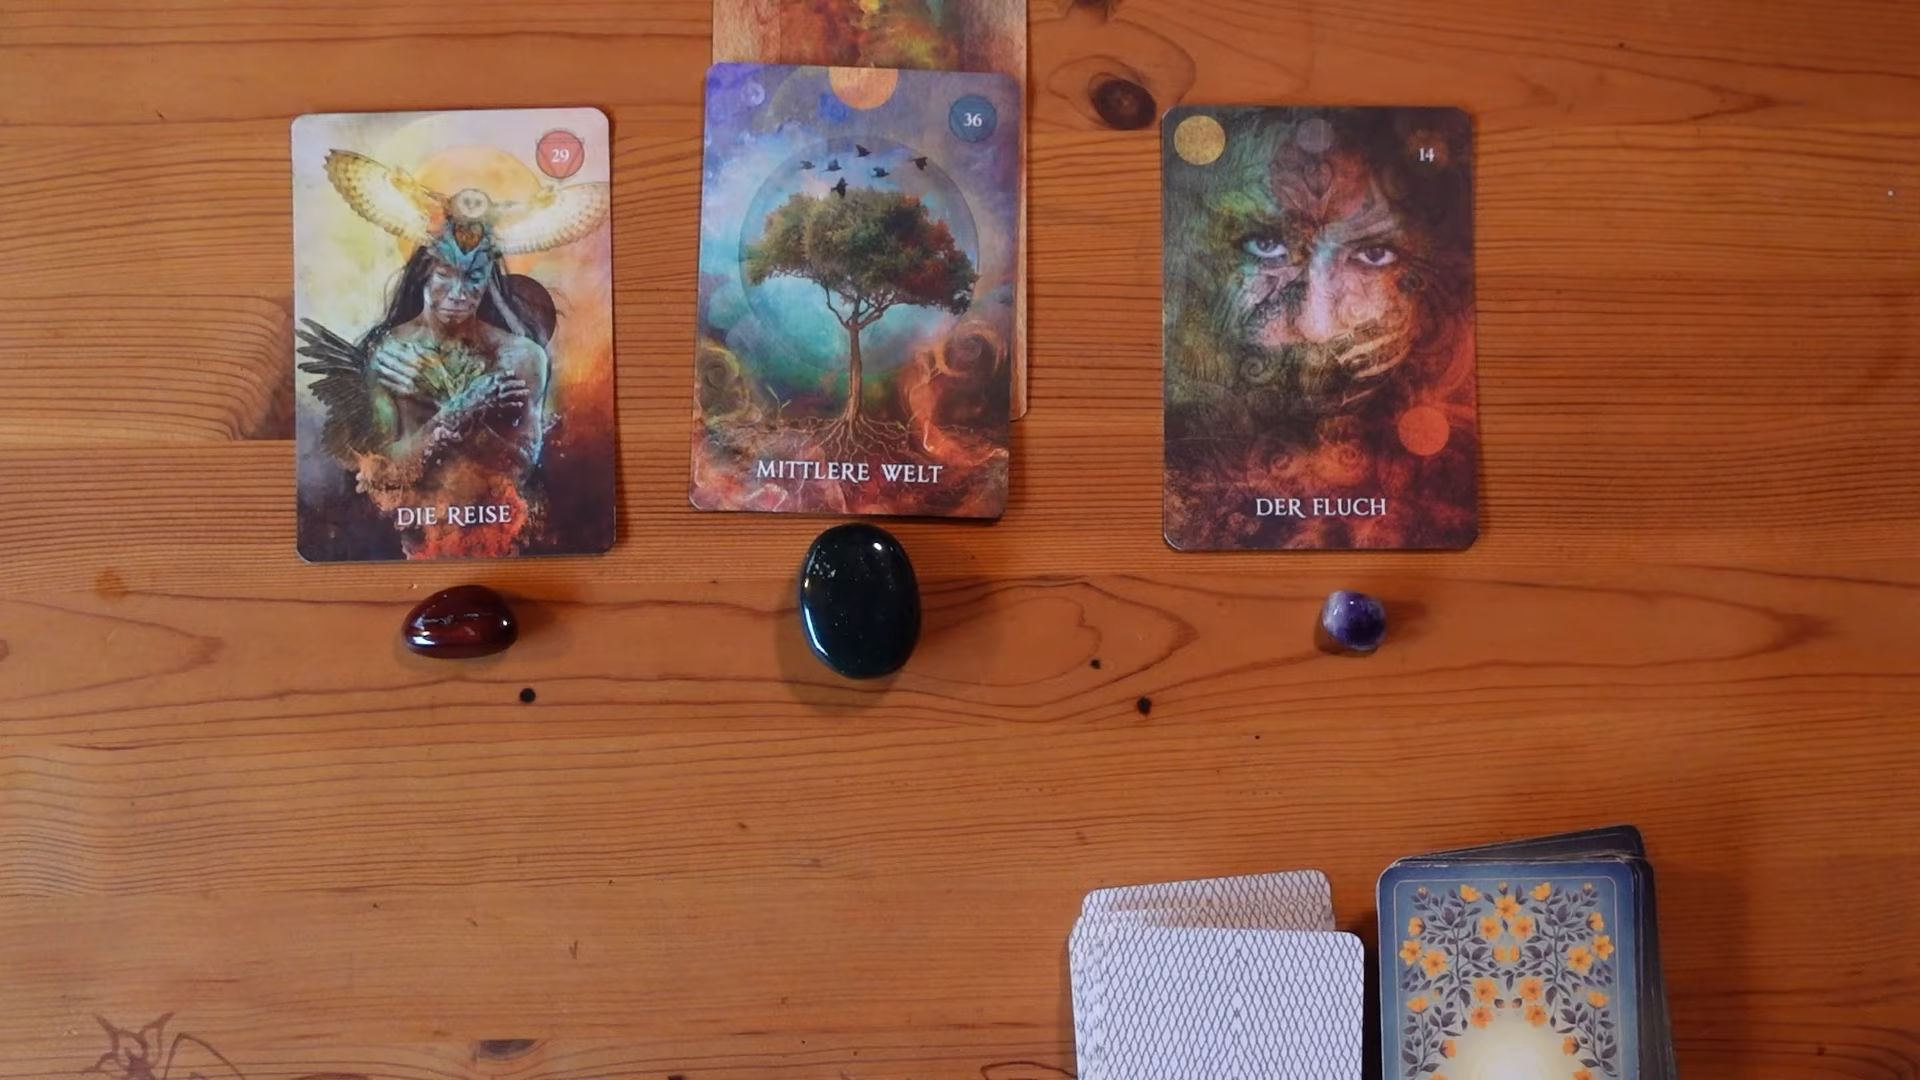 29
DIE REISE
36
MITTLERE WELT
14
DER FLUCH